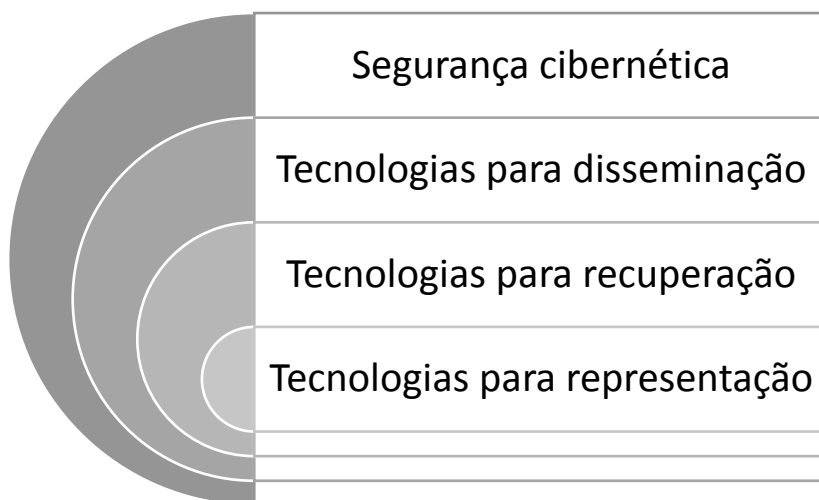 Segurança cibernética
Tecnologias para disseminação
Tecnologias para recuperação
Tecnologias para representação